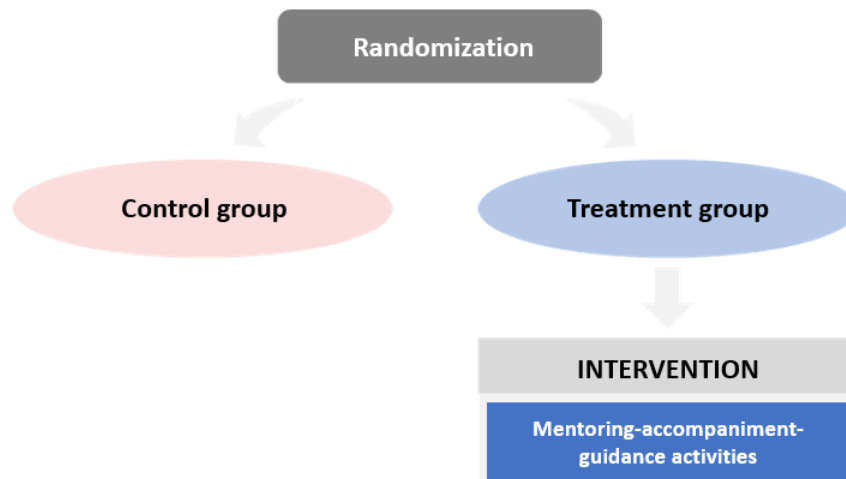 Randomization
Control group
Treatment group
INTERVENTION
Mentoring-accompaniment-
guidance activities